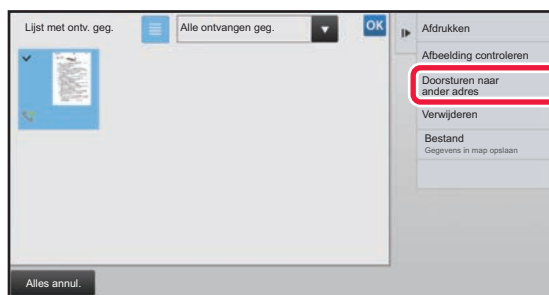 Lijst met ontv. geg.
Alle ontvangen geg.
OK
Afdrukken
Afbeelding controleren
Doorsturen naar
ander adres
Verwijderen
Bestand
Gegevens in map opslaan
Alles annul.